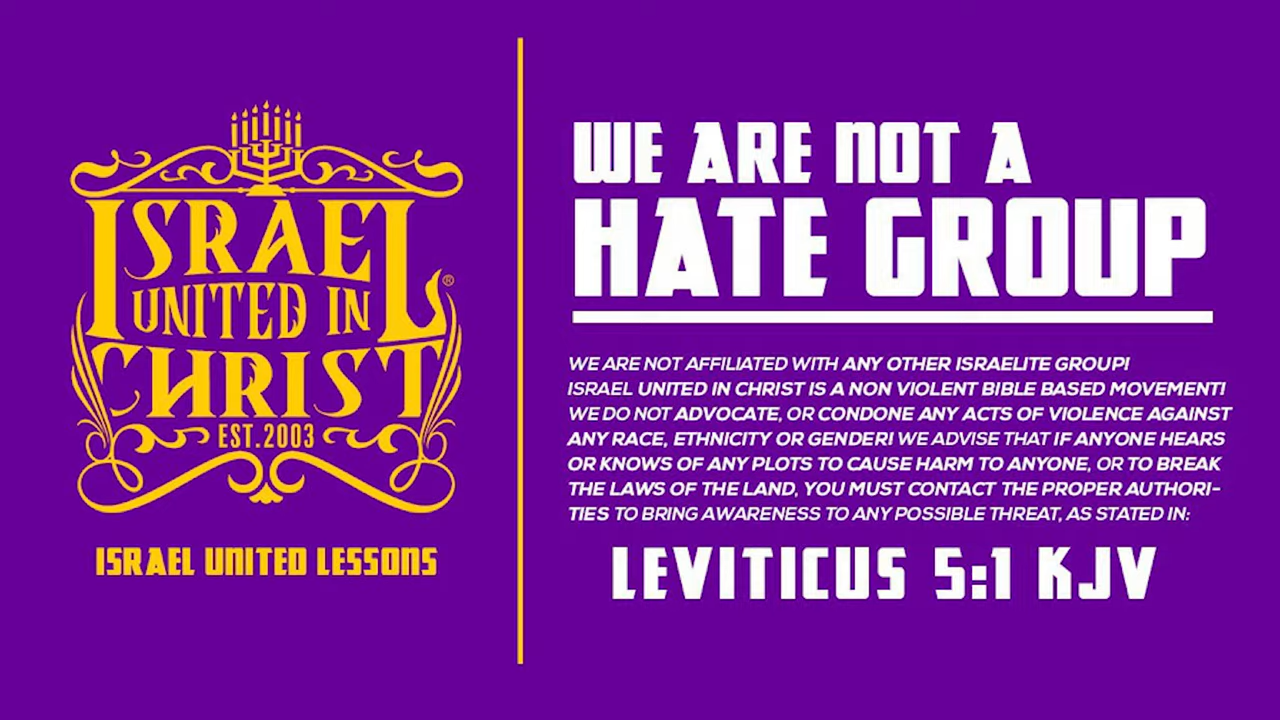 ISRAEL
UNITED IN
CHRIST
®
EST.2003
ISRAEL UNITED LESSONS
WE ARE NOT A
HATE GROUP
WE ARE NOT AFFILIATED WITH ANY OTHER ISRAELITE GROUP!
ISRAEL UNITED IN CHRIST IS A NON VIOLENT BIBLE BASED MOVEMENT!
WE DO NOT ADVOCATE, OR CONDONE ANY ACTS OF VIOLENCE AGAINST
ANY RACE, ETHNICITY OR GENDER! WE ADVISE THAT IF ANYONE HEARS
OR KNOWS OF ANY PLOTS TO CAUSE HARM TO ANYONE, OR TO BREAK
THE LAWS OF THE LAND, YOU MUST CONTACT THE PROPER AUTHORI-
TIES TO BRING AWARENESS TO ANY POSSIBLE THREAT, AS STATED IN:
LEVITICUS 5:1 KJV